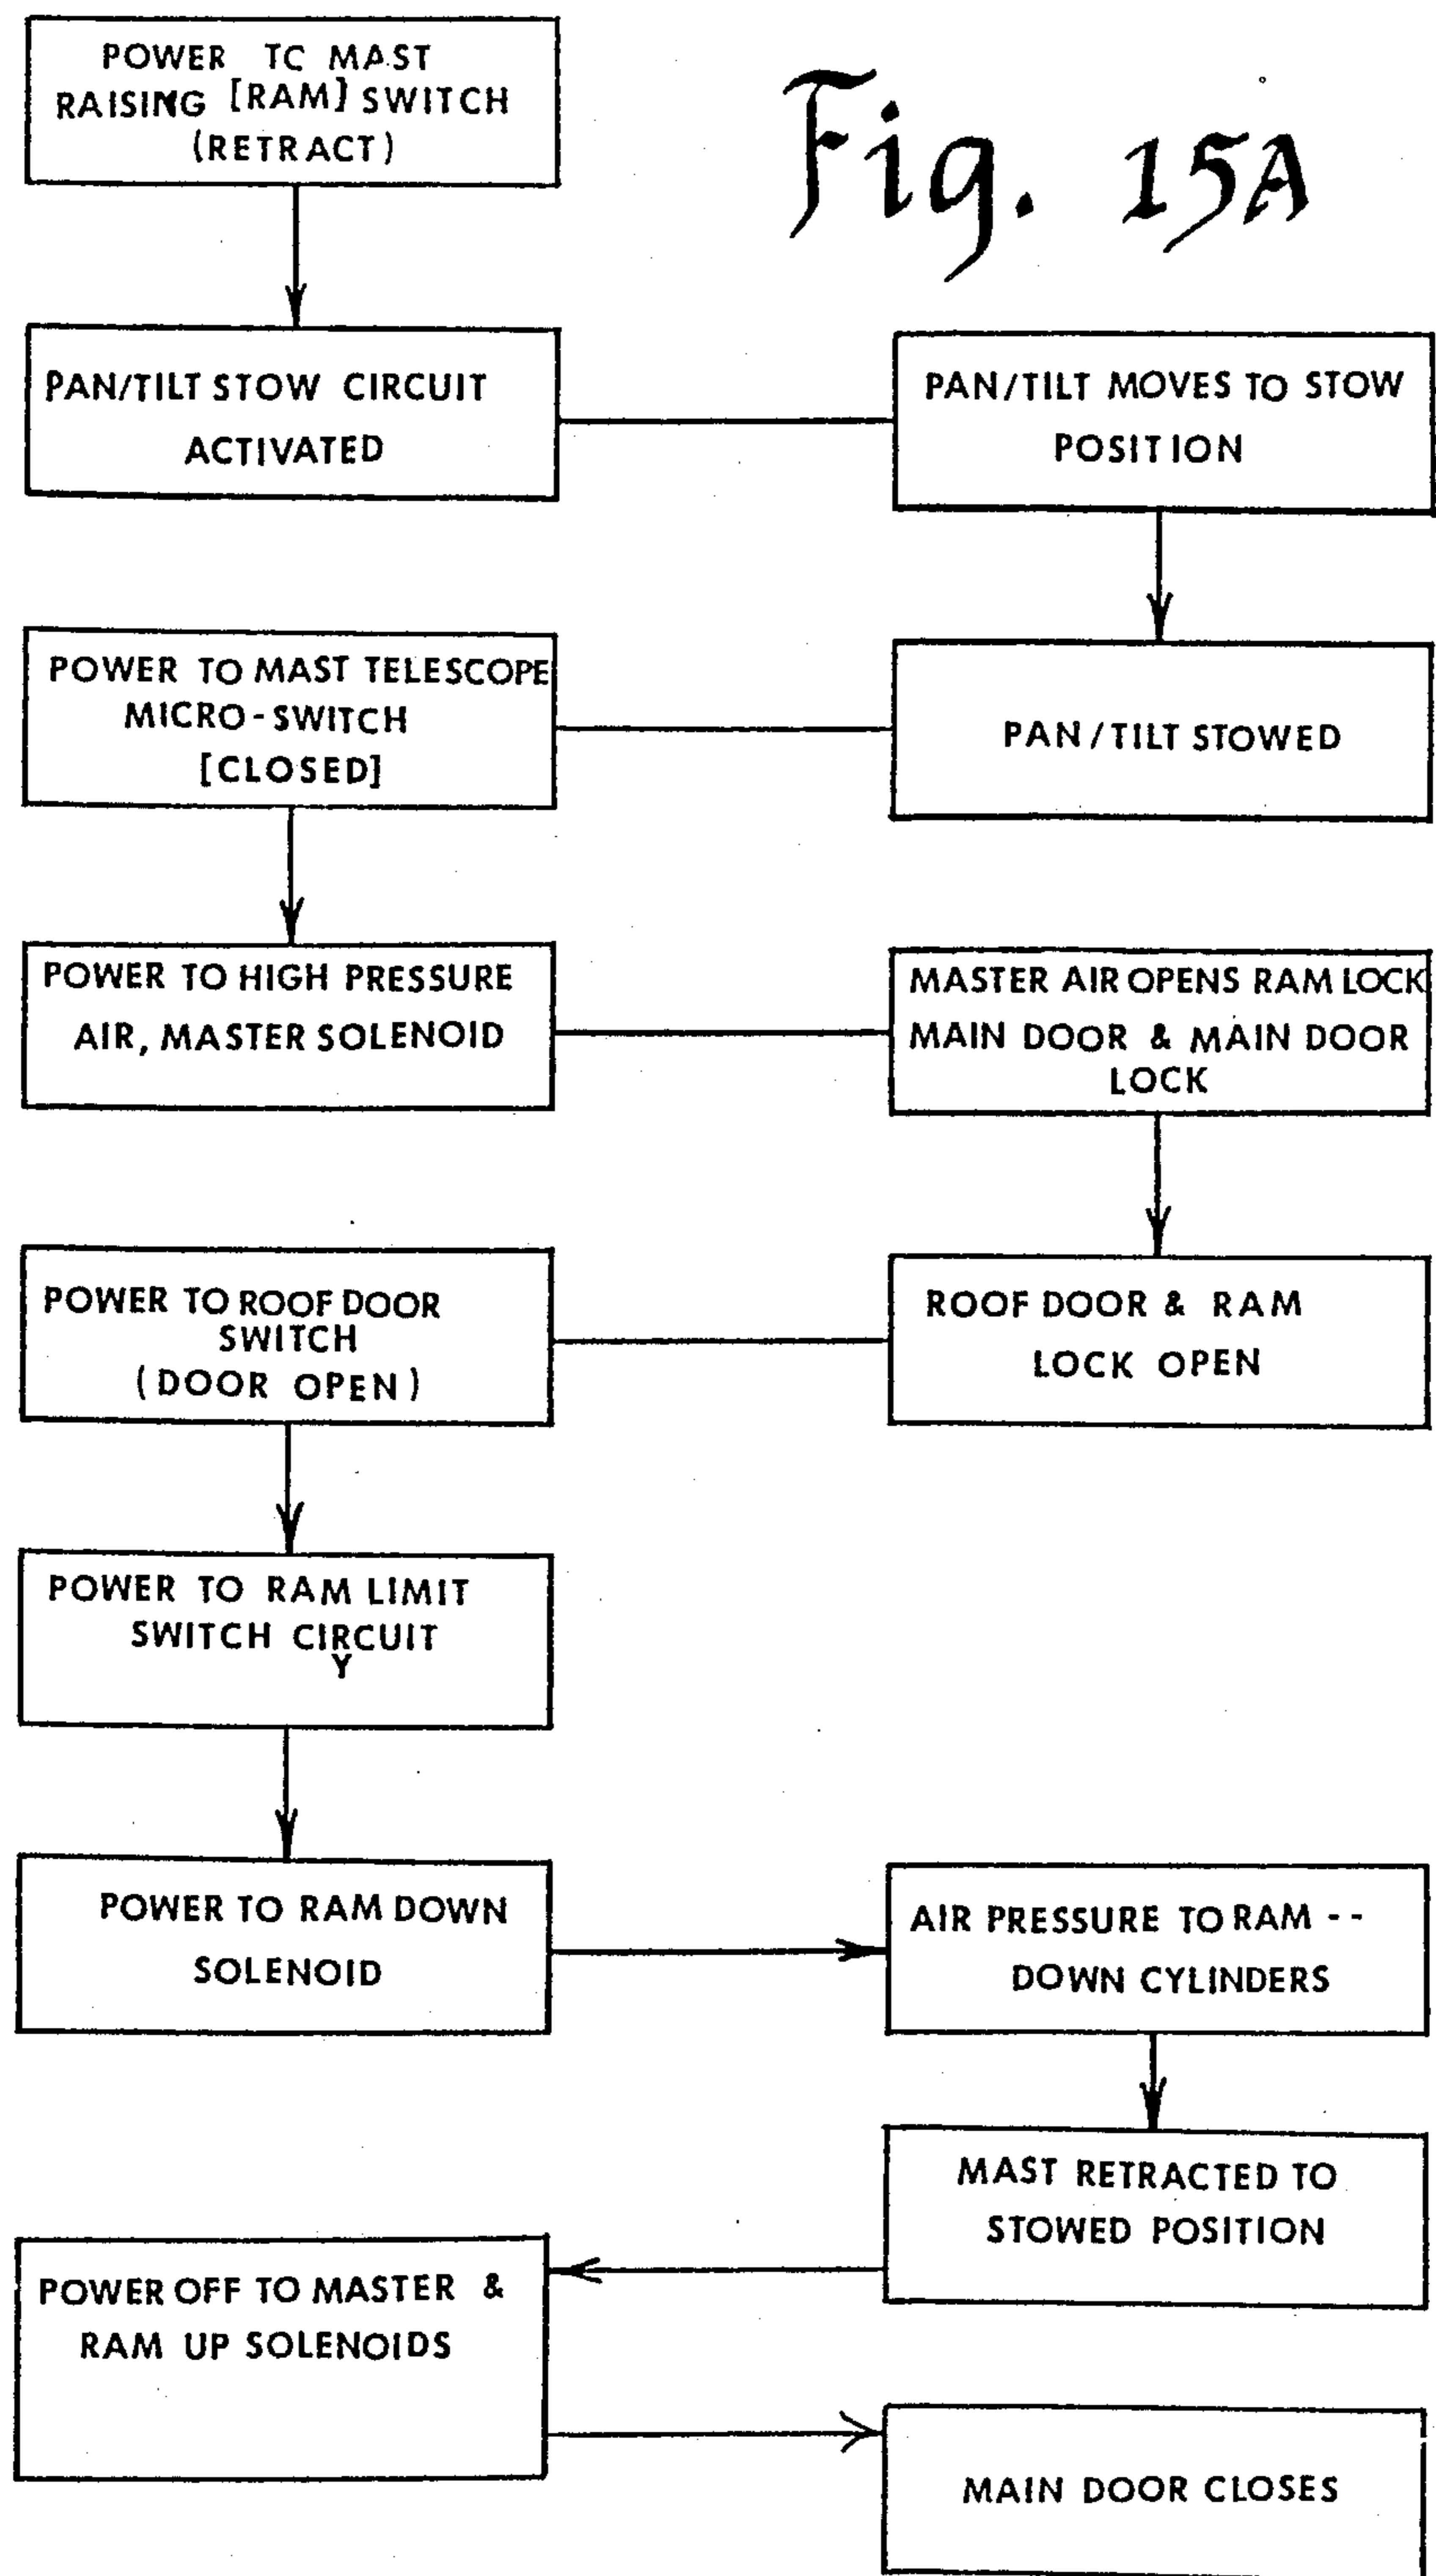 POWER TC MAST
RAISING [RAM] SWITCH
(RETRACT)
Fig. 15A
PAN/TILT STOW CIRCUIT
ACTIVATED
PAN/TILT MOVES TO STOW
POSITION
POWER TO MAST TELESCOPE
MICRO-SWITCH
[CLOSED]
PAN/TILT STOWED
POWER TO HIGH PRESSURE
AIR, MASTER SOLENOID
MASTER AIR OPENS RAM LOCK
MAIN DOOR & MAIN DOOR
LOCK
POWER TO ROOF DOOR
SWITCH
(DOOR OPEN)
ROOF DOOR & RAM
LOCK OPEN
POWER TO RAM LIMIT
SWITCH CIRCUIT
Y
POWER TO RAM DOWN
SOLENOID
AIR PRESSURE TO RAM --
DOWN CYLINDERS
MAST RETRACTED TO
STOWED POSITION
POWER OFF TO MASTER &
RAM UP SOLENOIDS
MAIN DOOR CLOSES